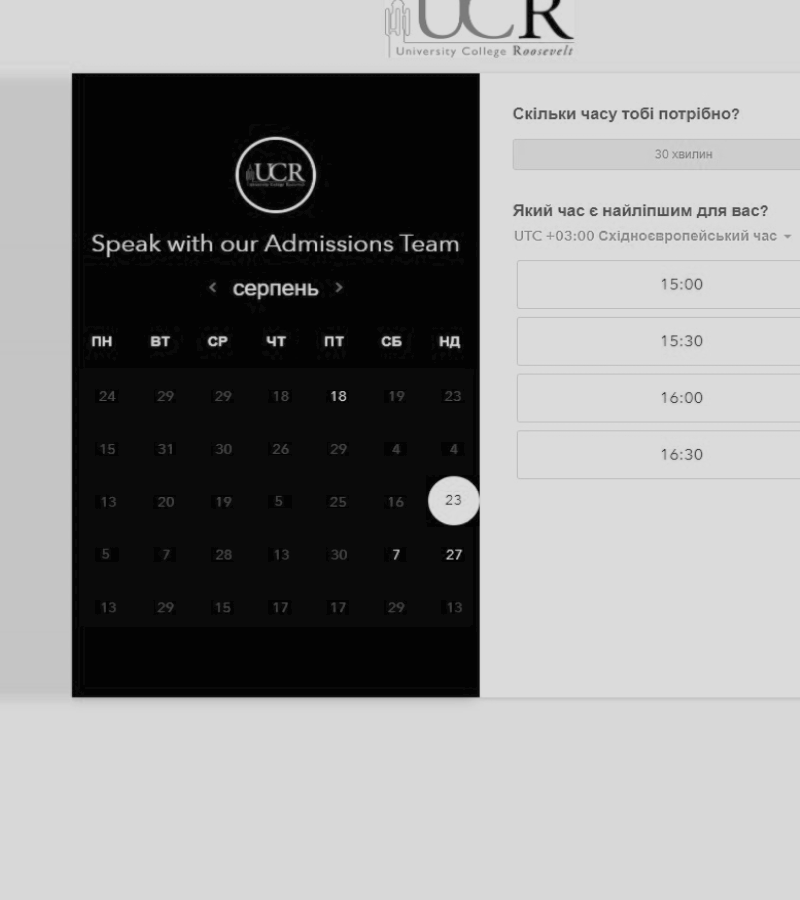 UCR
University College Roosevelt
UCR
Speak with our Admissions Team
серпень
ПН ВТ СР ЧТ ПТ СБ НД
24 29 29 18 18 19 23
15 31 30 26 29 4 4
13 20 19 5 25 16 23
5 7 28 13 30 7 27
13 29 15 17 17 29 13
Скільки часу тобі потрібно?
30 хвилин
Який час є найліпшим для вас?
UTC +03:00 Східноєвропейський час
15:00
15:30
16:00
16:30